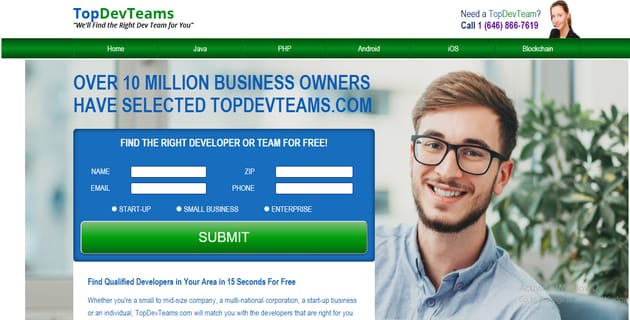 TopDevTeams
"We'll Find the Right Dev Team for You"
Need a TopDevTeam?
Call 1 (646) 866-7619
Home Java PHP Android iOS Blockchain
OVER 10 MILLION BUSINESS OWNERS
HAVE SELECTED TOPDEVTEAMS.COM
FIND THE RIGHT DEVELOPER OR TEAM FOR FREE!
NAME ZIP
EMAIL PHONE
START-UP SMALL BUSINESS ENTERPRISE
SUBMIT
Find Qualified Developers in Your Area in 15 Seconds For Free
Whether you're a small to mid-size company, a multi-national corporation, a start-up business
or an individual, TopDevTeams.com will match you with the developers that are right for you.